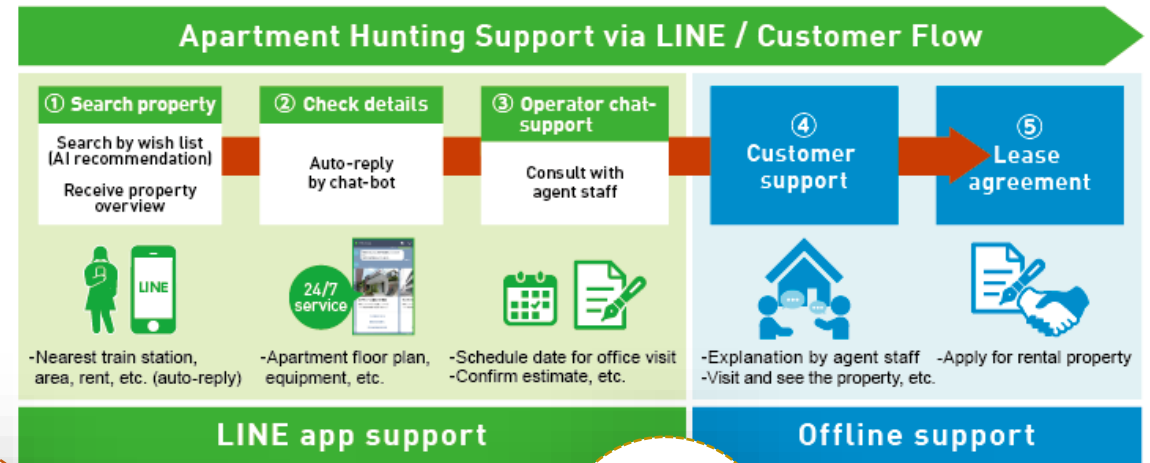 Apartment Hunting Support via LINE / Customer Flow
① Search property
Search by wish list
(AI recommendation)
Receive property
overview
② Check details
Auto-reply
by chat-bot
③ Operator chat-
support
Consult with
agent staff
④
Customer
support
⑤
Lease
agreement
LINE
24/7
service
-Nearest train station,
area, rent, etc. (auto-reply)
-Apartment floor plan,
equipment, etc.
-Schedule date for office visit
-Confirm estimate, etc.
-Explanation by agent staff
-Visit and see the property, etc.
-Apply for rental property
LINE app support
Offline support